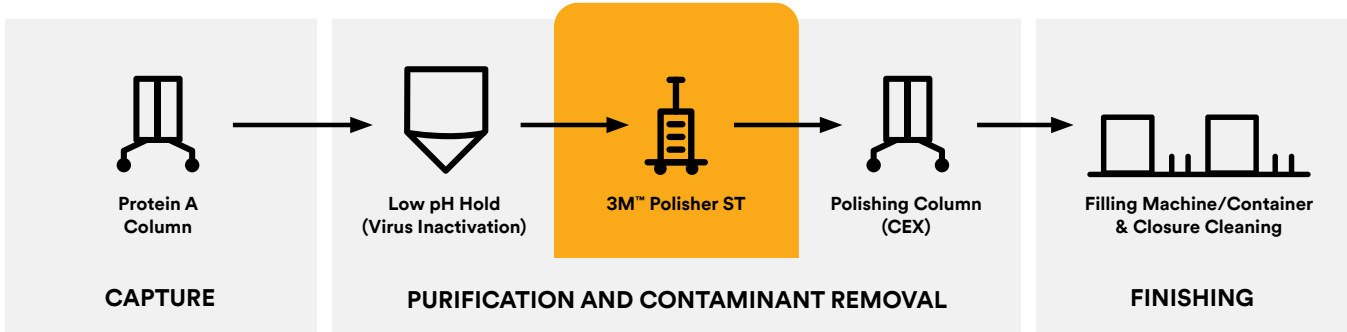 Protein A
Column
Low pH Hold
(Virus Inactivation)
3M™ Polisher ST
Polishing Column
(CEX)
Filling Machine/Container
& Closure Cleaning
CAPTURE
PURIFICATION AND CONTAMINANT REMOVAL
FINISHING